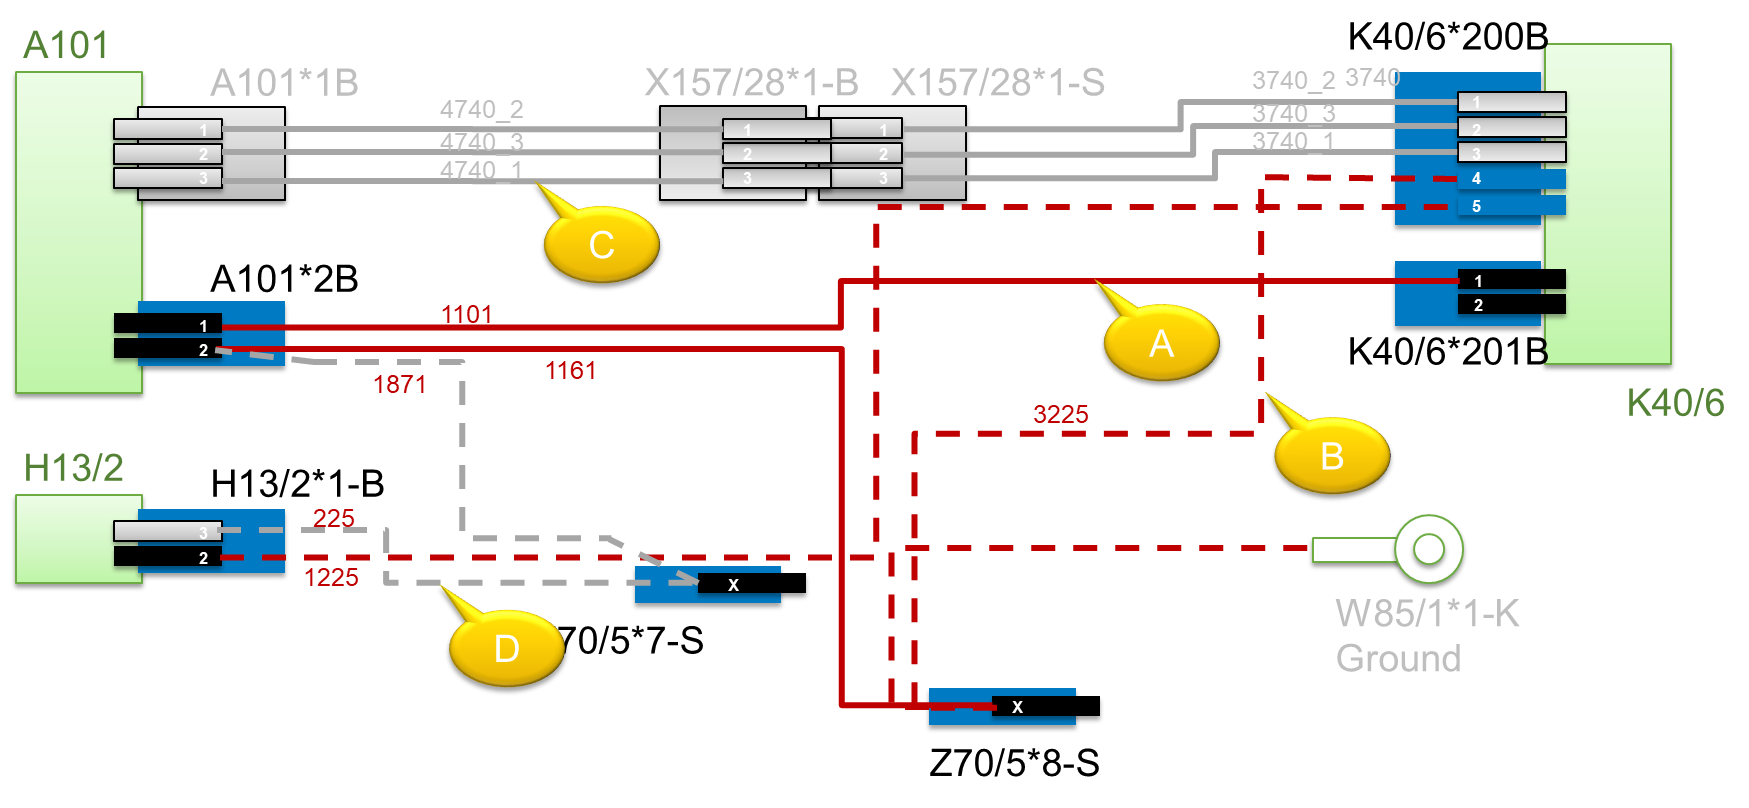 K40/6*200B
A101
A101*1B
X157/28*1-B
X157/28*1-S
3740_2
3740
4740_2
3740_3
4740_3
3740_1
4740_1
1
2
3
1
2
3
1
2
3
1
2
3
4
5
C
A101*2B
1
2
1101
1161
1871
A
1
2
K40/6*201B
K40/6
3225
B
H13/2
H13/2*1-B
225
3
2
1225
X
D
70/5*7-S
W85/1*1-K
Ground
X
Z70/5*8-S